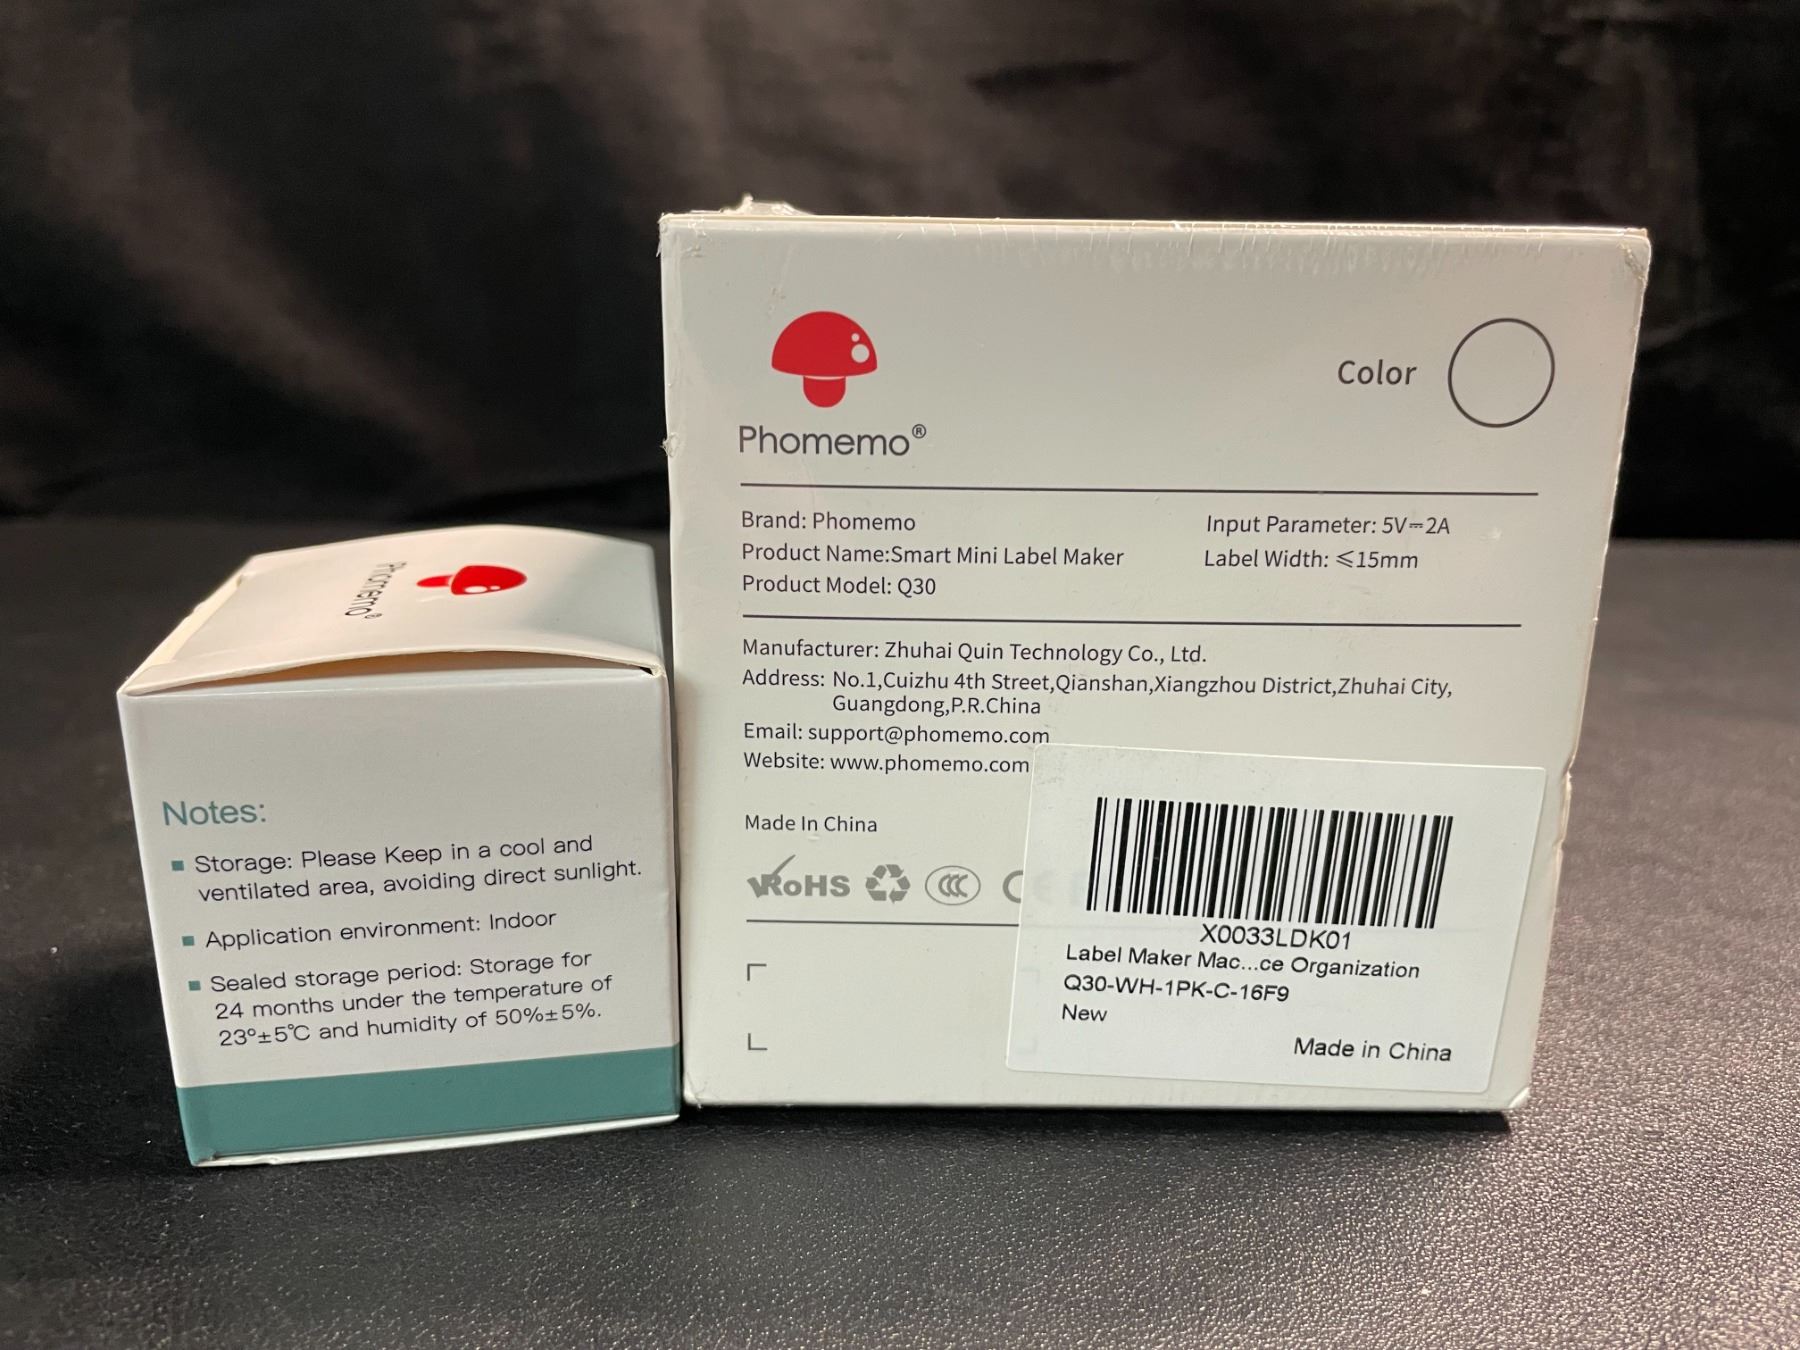 Phomemo®
Notes:
Storage: Please Keep in a cool and
ventilated area, avoiding direct sunlight.
Application environment: Indoor
Sealed storage period: Storage for
24 months under the temperature of
23°±5℃ and humidity of 50%±5%.
Phomemo®
Color
Brand: Phomemo
Product Name:Smart Mini Label Maker
Product Model: Q30
Input Parameter: 5V⎓2A
Label Width: ⩽15mm
Manufacturer: Zhuhai Quin Technology Co., Ltd.
Address: No.1,Cuizhu 4th Street,Qianshan,Xiangzhou District,Zhuhai City,
Guangdong,P.R.China
Email: support@phomemo.com
Website: www.phomemo.com
Made In China
RoHS
CCC
CE
X0033LDK01
Label Maker Mac...ce Organization
Q30-WH-1PK-C-16F9
New
Made in China